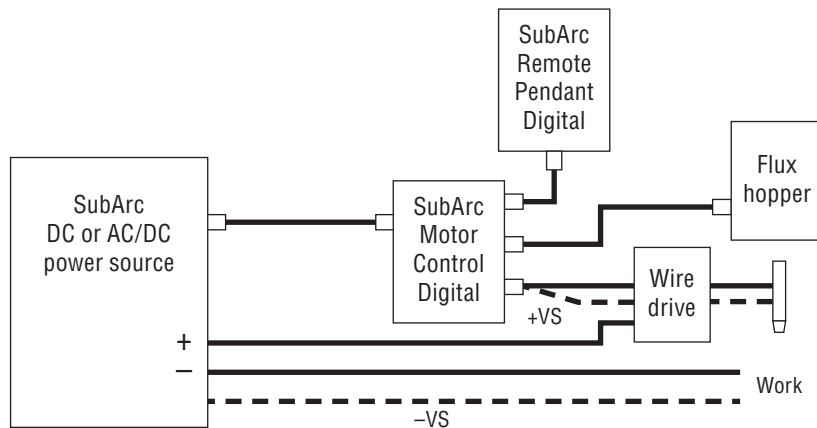 SubArc
Remote
Pendant
Digital
Flux
hopper
SubArc
DC or AC/DC
power source
SubArc
Motor
Control
Digital
Wire
drive
+VS
+
−
Work
−VS